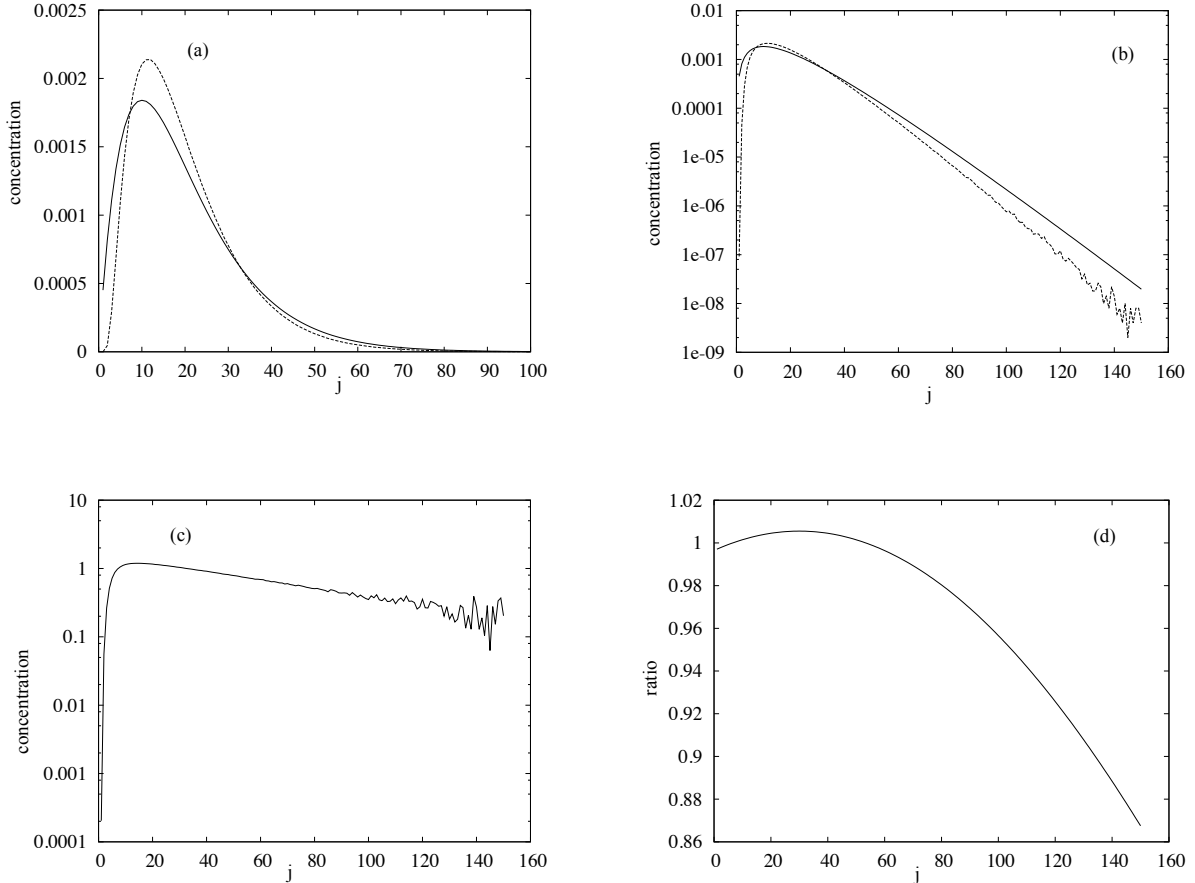 0.0025
0.002
0.0015
0.001
0.0005
0
0 10 20 30 40 50 60 70 80 90 100
j
concentration
(a)
0.01
0.001
0.0001
1e-05
1e-06
1e-07
1e-08
1e-09
0 20 40 60 80 100 120 140 160
j
concentration
(b)
10
1
0.1
0.01
0.001
0.0001
0 20 40 60 80 100 120 140 160
j
concentration
(c)
1.02
1
0.98
0.96
0.94
0.92
0.9
0.88
0.86
0 20 40 60 80 100 120 140 160
j
ratio
(d)